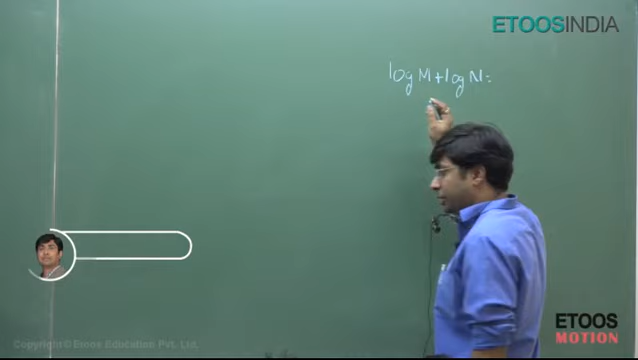 ETOOSINDIA
log M + log N =
ETOOS
MOTION
Copyright © Etoos Education Pvt. Ltd.